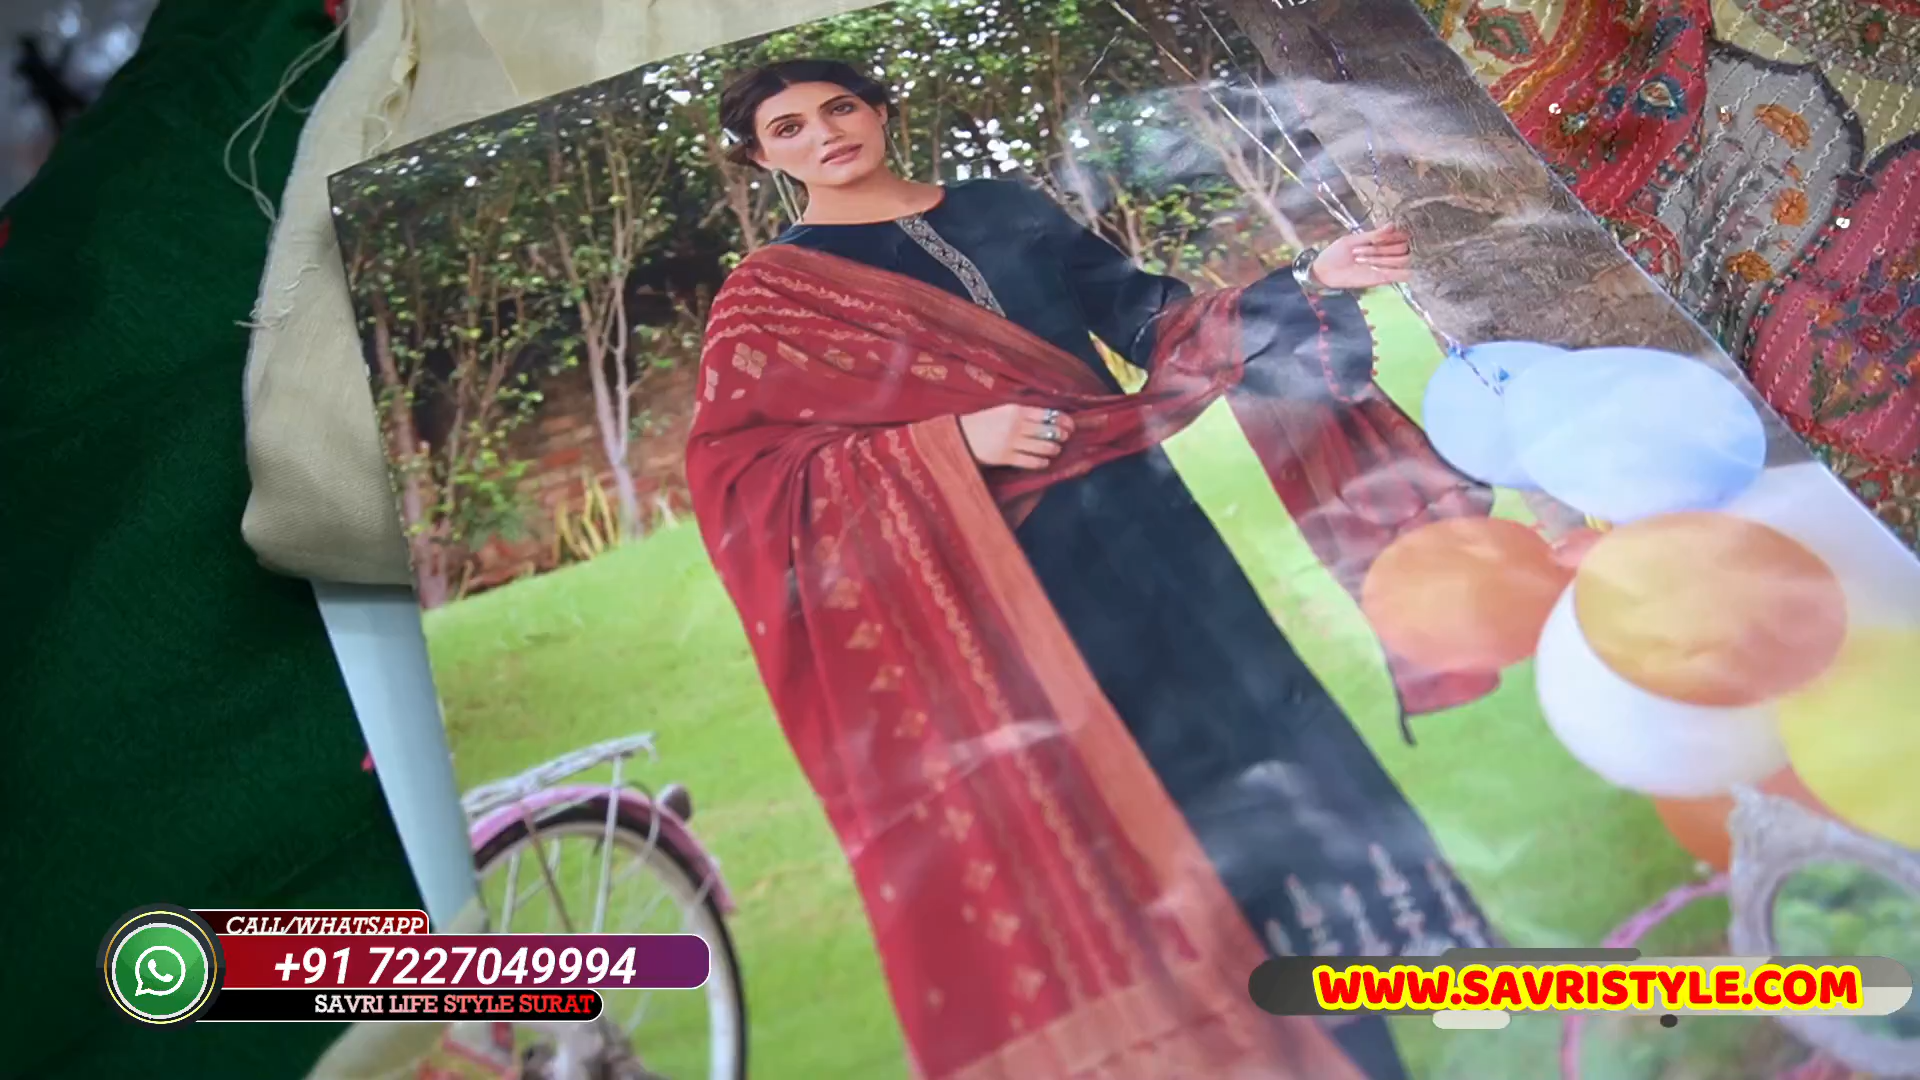 CALL/WHATSAPP
+91 7227049994
SAVRI LIFE STYLE SURAT
WWW.SAVRISTYLE.COM